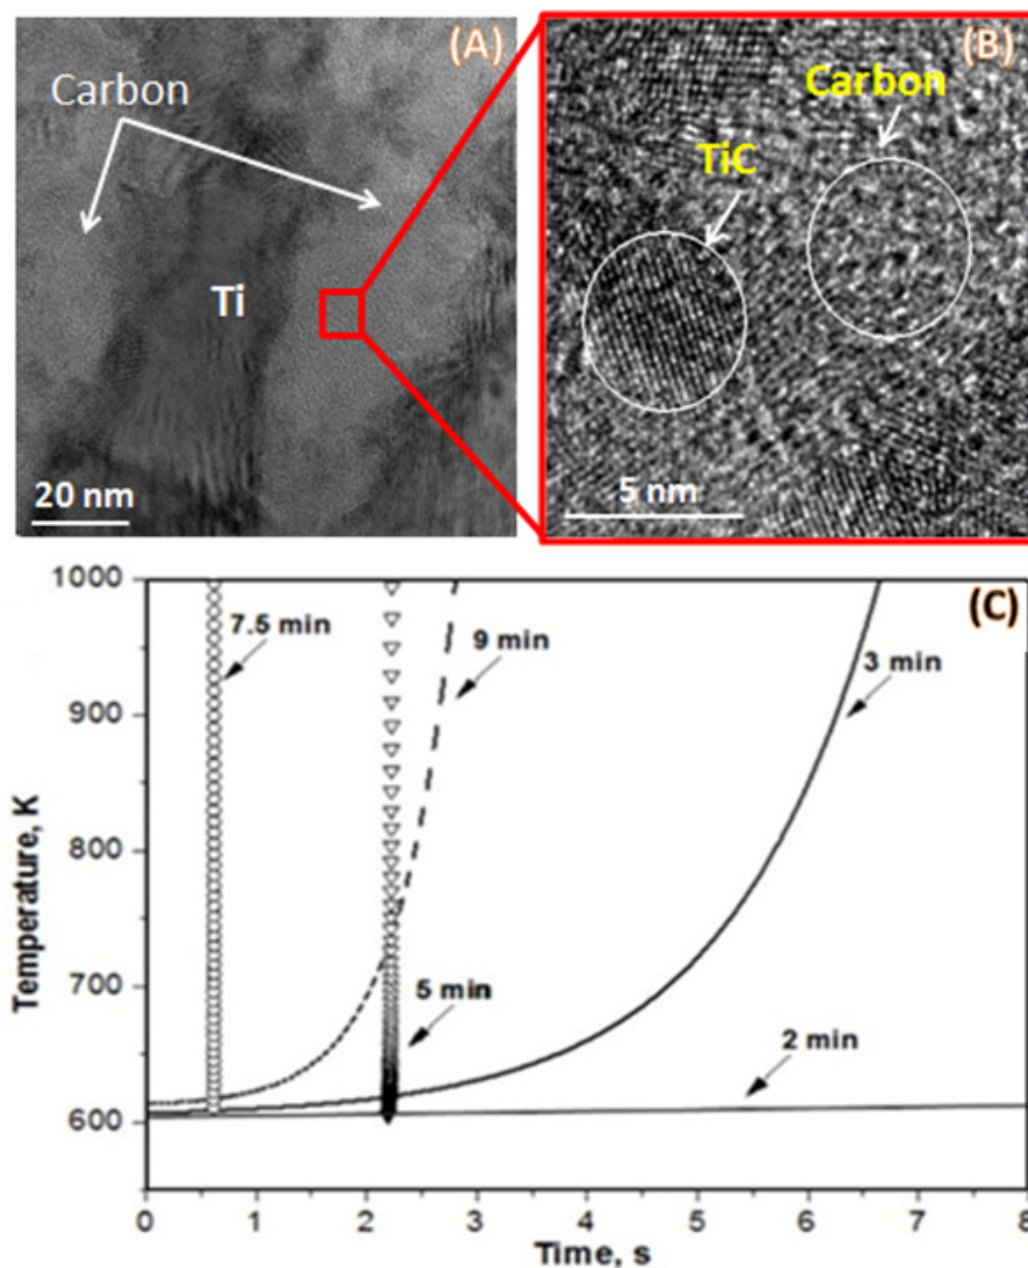 (A)
Carbon
Ti
20 nm
(B)
Carbon
TiC
5 nm
(C)
1000
900
800
700
600
Temperature, K
7.5 min
9 min
3 min
5 min
2 min
0 1 2 3 4 5 6 7 8
Time, s